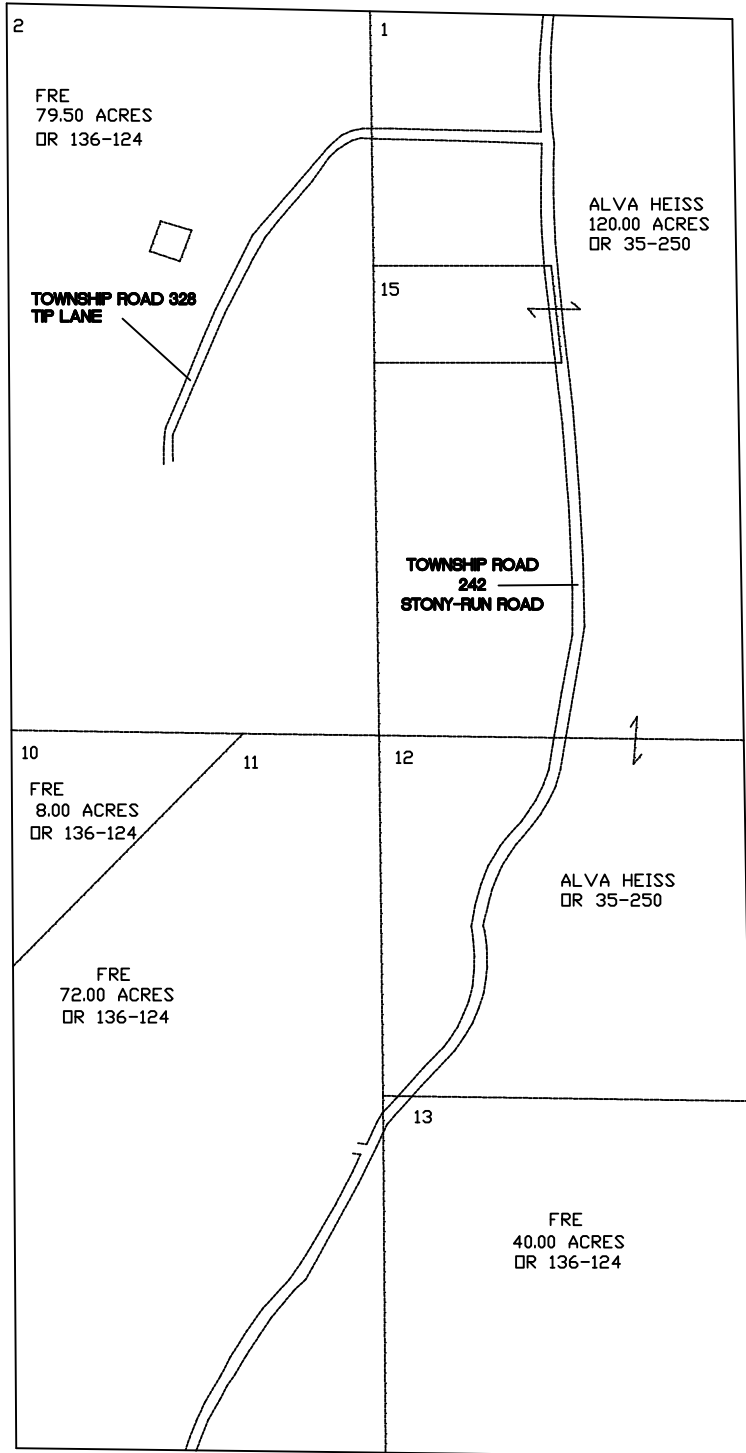 2
1
FRE
79.50 ACRES
OR 136-124
ALVA HEISS
120.00 ACRES
OR 35-250
15
TOWNSHIP ROAD 328
TIP LANE
TOWNSHIP ROAD
242
STONY-RUN ROAD
10
11
12
FRE
8.00 ACRES
OR 136-124
ALVA HEISS
OR 35-250
FRE
72.00 ACRES
OR 136-124
13
FRE
40.00 ACRES
OR 136-124